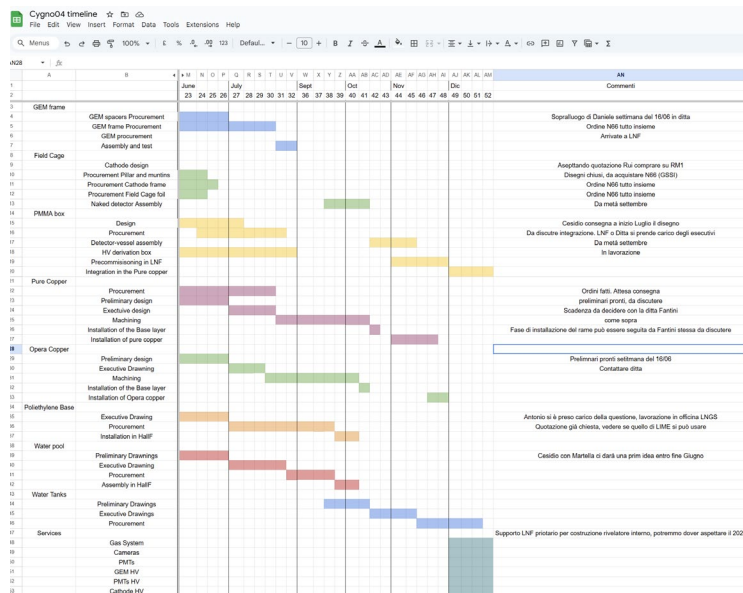 Cygno04 timeline
File Edit View Insert Format Data Tools Extensions Help
Menus 100% £ % .0 .00 123 Defaul... − 10 + B I A
A B M N O P Q R S T U V W X Y Z AA AB AC AD AE AF AG AH AI AJ AK AL AM AN
June July Sept Oct Nov Dic Commenti
23 24 25 26 27 28 29 30 31 32 36 37 38 39 40 41 42 43 44 45 46 47 48 49 50 51 52
GEM frame
GEM spacers Procurement Sopralluogo di Daniele settimana del 16/06 in ditta
GEM frame Procurement Ordine N66 tutto insieme
GEM procurement Arrivate a LNF
Assembly and test
Field Cage
Cathode design Aseptando quotazione Rui comprare su RM1
Procurement Pillar and muntins Disegni chiusi, da acquistare N66 (GSSI)
Procurement Cathode frame Ordine N66 tutto insieme
Procurement Field Cage foil Ordine N66 tutto insieme
Naked detector Assembly Da metà settembre
PMMA box
Design Cesidio consegna a inizio Luglio il disegno
Procurement Da discutre integrazione. LNF o Ditta si prende carico degli esecutivi
Detector-vessel assembly Da metà settembre
HV derivation box In lavorazione
Precommisisoning in LNF
Integration in the Pure copper
Pure Copper
Procurement Ordini fatti. Attesa consegna
Preliminary design preliminari pronti, da discutere
Exectuive design Scadenza da decidere con la ditta Fantini
Machining come sopra
Installation of the Base layer Fase di installazione del rame può essere seguita da Fantini stessa da discutere
Installation of pure copper
Opera Copper
Preliminary design Prelimnari pronti selitmana del 16/06
Executive Drawning Contattare ditta
Machining
Installation of the Base layer
Installation of Opera copper
Poliethylene Base
Executive Drawing Antonio si è preso carico della questione, lavorazione in officina LNGS
Procurement Quotazione già chiesta, vedere se quello di LIME si può usare
Installation in HallF
Water pool
Preliminary Drawnings Cesidio con Martella ci darà una prim idea entro fine Giugno
Executive Drawning
Procurement
Assembly in HallF
Water Tanks
Preliminary Drawings
Executive Drawings
Procurement
Services Supporto LNF priotario per costruzione rivelatore interno, potremmo dover aspettare il 202
Gas System
Cameras
PMTs
GEM HV
PMTs HV
Cathode HV